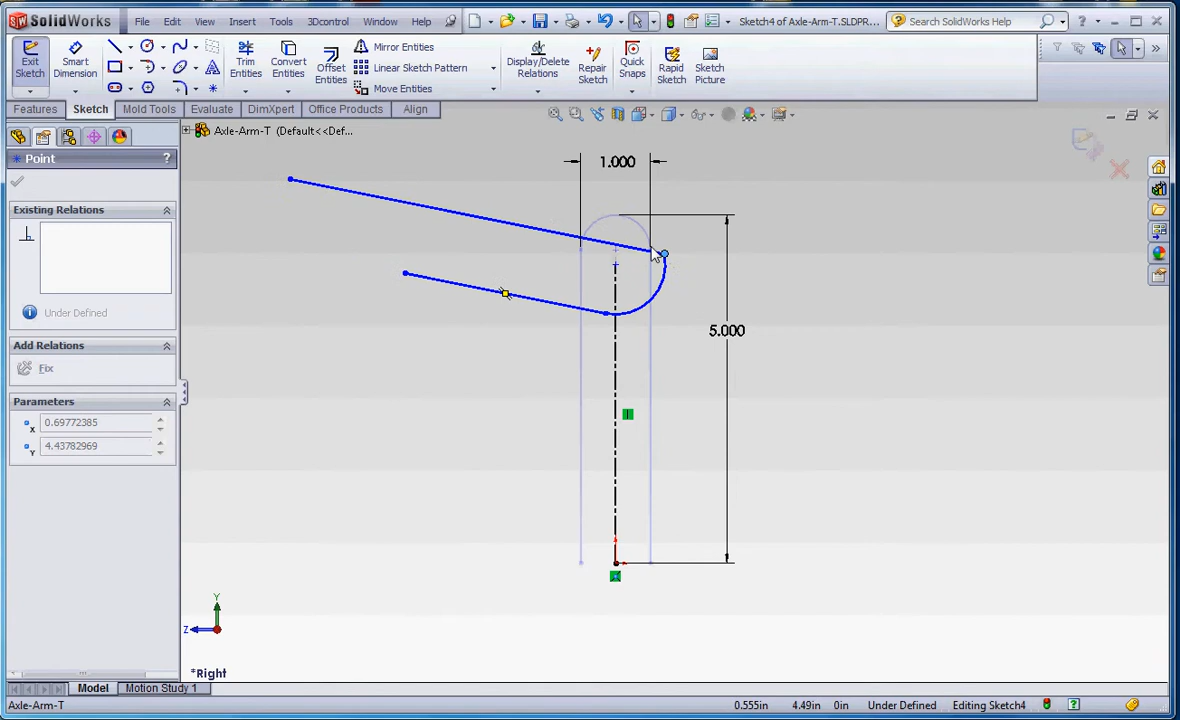 SolidWorks File Edit View Insert Tools 3Dcontrol Window Help Sketch4 of Axle-Arm-T.SLDPR... Search SolidWorks Help ?
Exit Sketch
Smart Dimension
Trim Entities
Convert Entities
Offset Entities
Mirror Entities
Linear Sketch Pattern
Move Entities
Display/Delete Relations
Repair Sketch
Quick Snaps
Rapid Sketch
Sketch Picture
Features Sketch Mold Tools Evaluate DimXpert Office Products Align
Axle-Arm-T (Default<<Def...
Point ?
Existing Relations
Under Defined
Add Relations
Fix
Parameters
x 0.69772385
y 4.43782969
1.000
5.000
Y
Z
*Right
Model Motion Study 1
Axle-Arm-T 0.555in 4.49in 0in Under Defined Editing Sketch4 ?